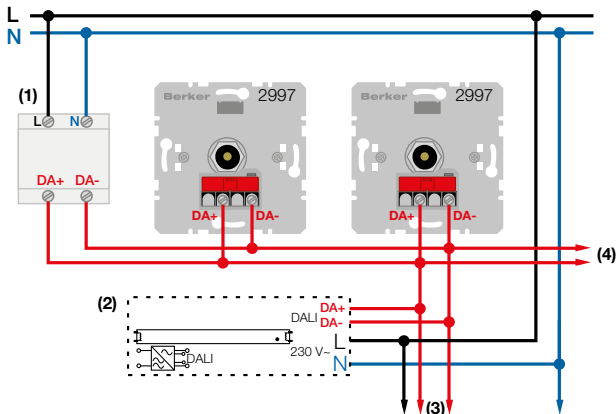 L
N
(1)
L N
DA+ DA-
Berker 2997
DA+ DA-
Berker 2997
DA+ DA-
(4)
(2)
DALI DA+
DA-
L
230 V~
N
DALI
(3)